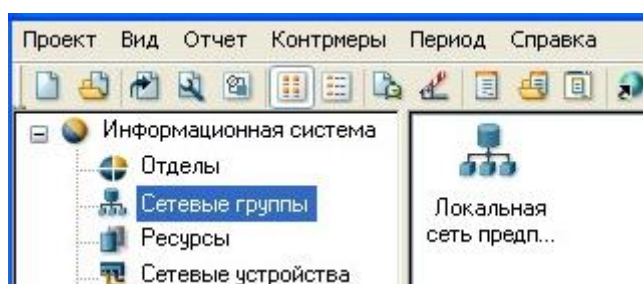 Проект Вид Отчет Контрмеры Период Справка
Информационная система
Отделы
Сетевые группы
Ресурсы
Сетевые устройства
Локальная
сеть предп...